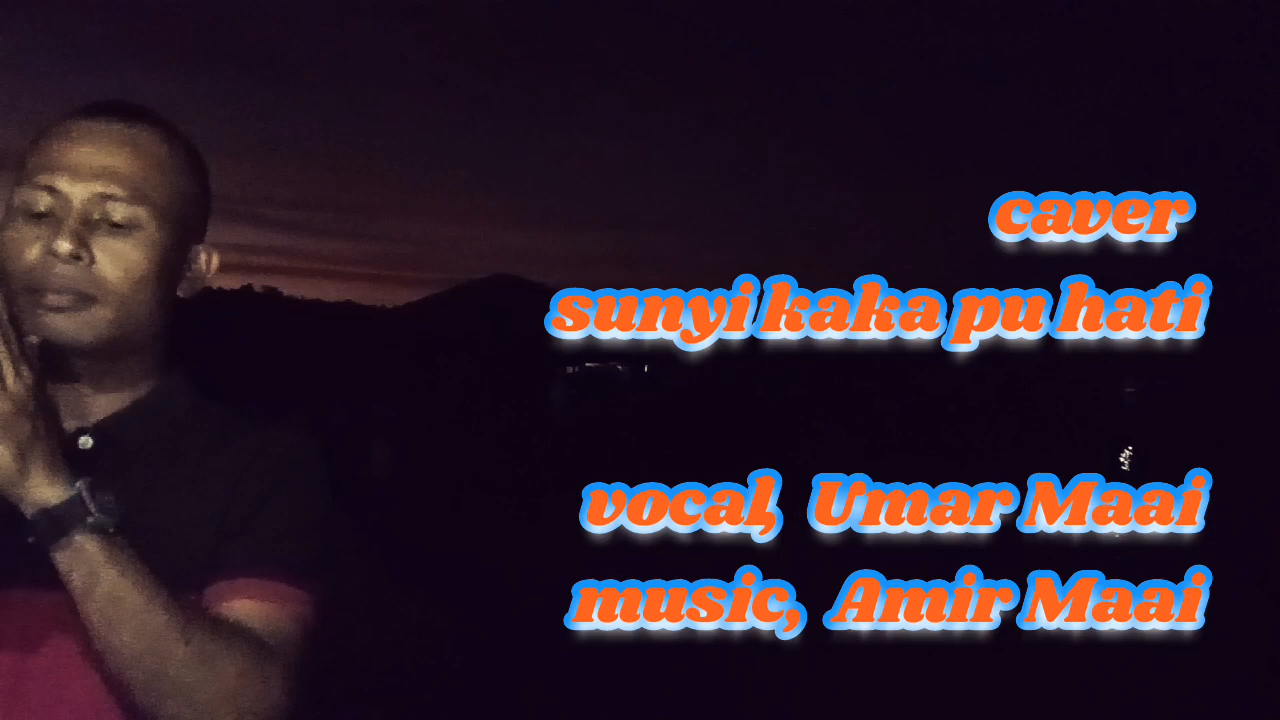 caver
sunyi kaka pu hati
vocal, Umar Maai
music, Amir Maai